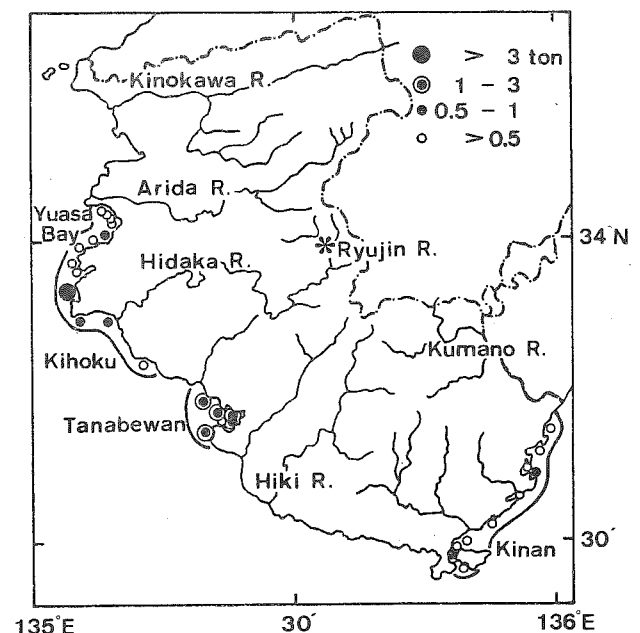 > 3 ton
1 - 3
0.5 - 1
>0.5
Kinokawa R.
Arida R.
Yuasa
Bay
Hidaka R.
*Ryujin R.
34°N
Kihoku
Kumano R.
Tanabewan
Hiki R.
Kinan
30´
135°E
30´
136°E